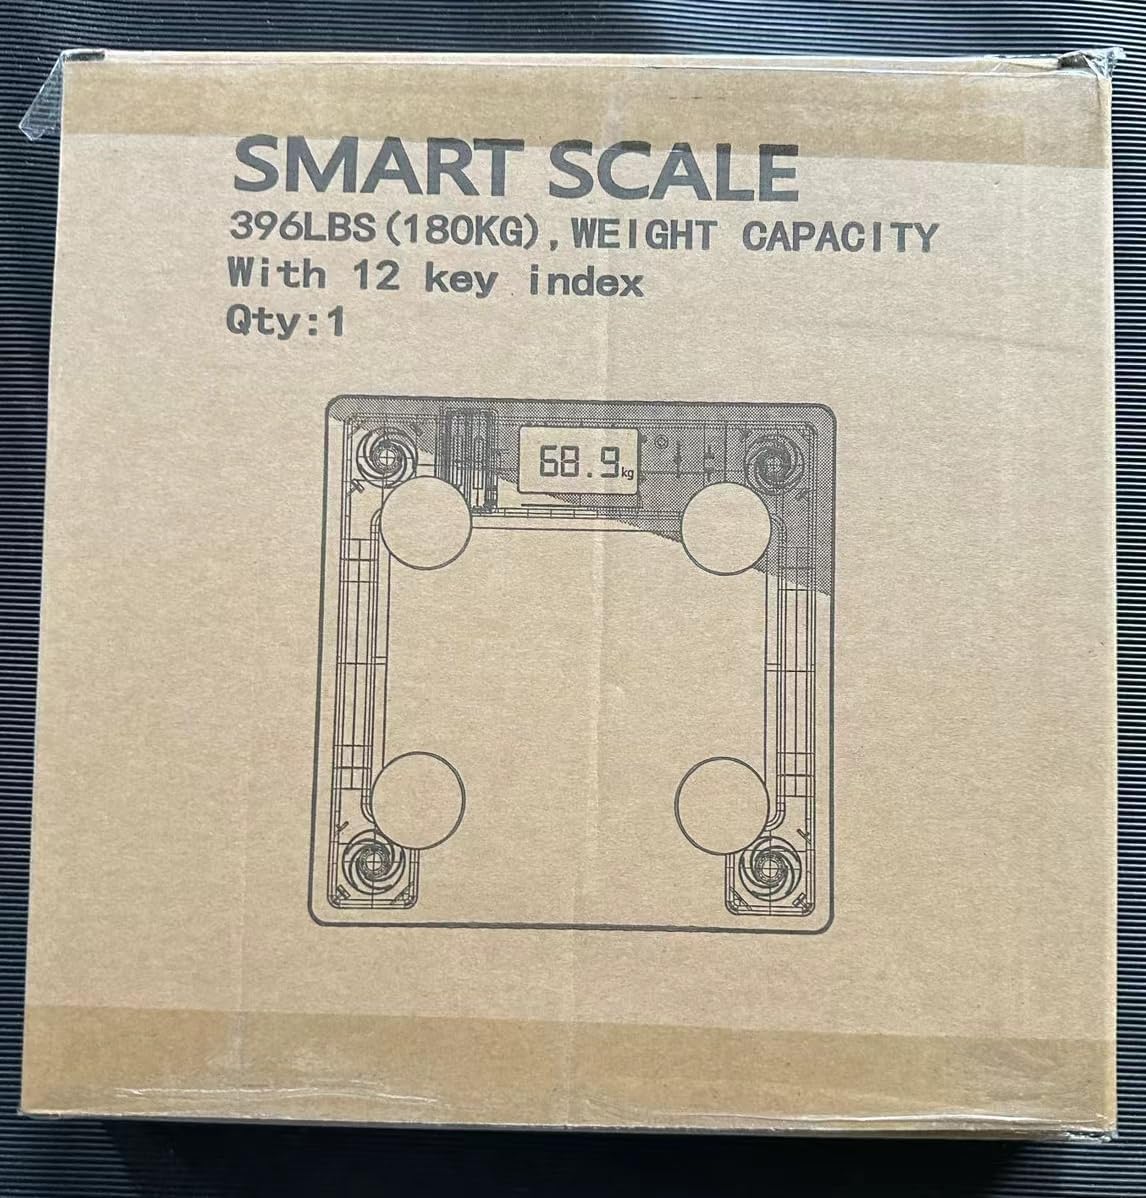 SMART SCALE
396LBS(180KG),WEIGHT CAPACITY
With 12 key index
Qty:1
68.9kg